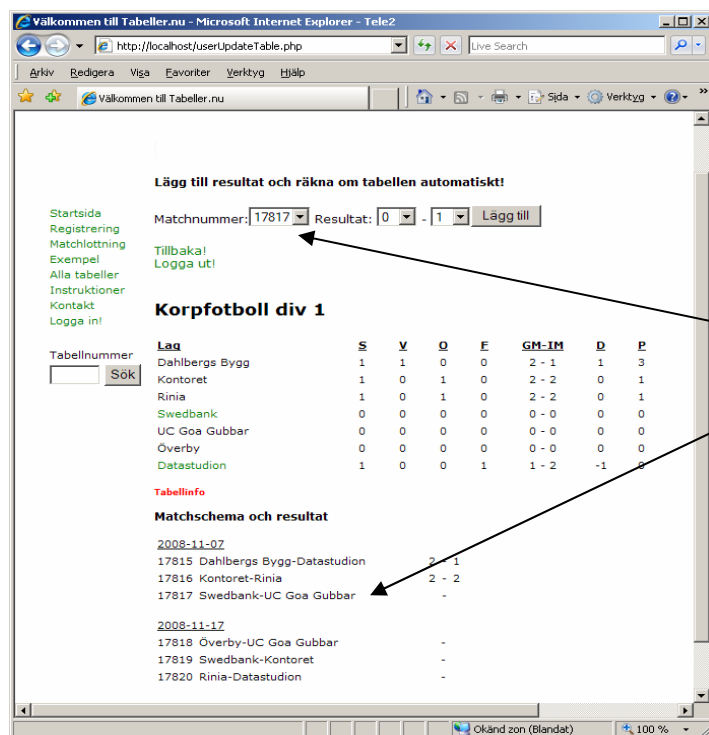 Välkommen till Tabeller.nu - Microsoft Internet Explorer - Tele2
http://localhost/userUpdateTable.php
Live Search
Arkiv Redigera Visa Favoriter Verktyg Hjälp
Välkommen till Tabeller.nu
Sida Verktyg »
Lägg till resultat och räkna om tabellen automatiskt!
Matchnummer: 17817 Resultat: 0 - 1 Lägg till
Tillbaka!
Logga ut!
Startsida
Registrering
Matchlottning
Exempel
Alla tabeller
Instruktioner
Kontakt
Logga in!
Tabellnummer
Sök
Korpfotboll div 1
Lag S V O F GM-IM D P
Dahlbergs Bygg 1 1 0 0 2 - 1 1 3
Kontoret 1 0 1 0 2 - 2 0 1
Rinia 1 0 1 0 2 - 2 0 1
Swedbank 0 0 0 0 0 - 0 0 0
UC Goa Gubbar 0 0 0 0 0 - 0 0 0
Överby 0 0 0 0 0 - 0 0 0
Datastudion 1 0 0 1 1 - 2 -1 0
Tabellinfo
Matchschema och resultat
2008-11-07
17815 Dahlbergs Bygg-Datastudion 2 - 1
17816 Kontoret-Rinia 2 - 2
17817 Swedbank-UC Goa Gubbar -
2008-11-17
17818 Överby-UC Goa Gubbar -
17819 Swedbank-Kontoret -
17820 Rinia-Datastudion -
Okänd zon (Blandat) 100 %